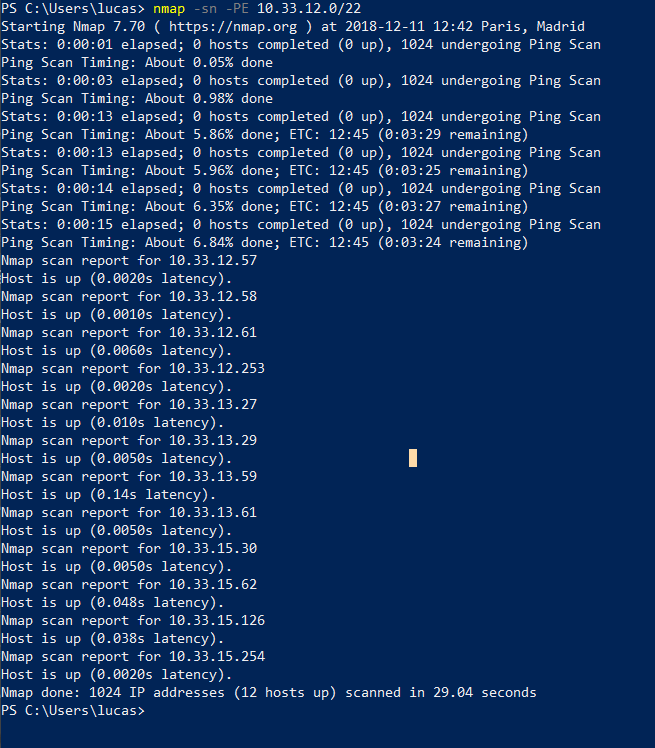 PS C:\Users\lucas> nmap -sn -PE 10.33.12.0/22
Starting Nmap 7.70 ( https://nmap.org ) at 2018-12-11 12:42 Paris, Madrid
Stats: 0:00:01 elapsed; 0 hosts completed (0 up), 1024 undergoing Ping Scan
Ping Scan Timing: About 0.05% done
Stats: 0:00:03 elapsed; 0 hosts completed (0 up), 1024 undergoing Ping Scan
Ping Scan Timing: About 0.98% done
Stats: 0:00:13 elapsed; 0 hosts completed (0 up), 1024 undergoing Ping Scan
Ping Scan Timing: About 5.86% done; ETC: 12:45 (0:03:29 remaining)
Stats: 0:00:13 elapsed; 0 hosts completed (0 up), 1024 undergoing Ping Scan
Ping Scan Timing: About 5.96% done; ETC: 12:45 (0:03:25 remaining)
Stats: 0:00:14 elapsed; 0 hosts completed (0 up), 1024 undergoing Ping Scan
Ping Scan Timing: About 6.35% done; ETC: 12:45 (0:03:27 remaining)
Stats: 0:00:15 elapsed; 0 hosts completed (0 up), 1024 undergoing Ping Scan
Ping Scan Timing: About 6.84% done; ETC: 12:45 (0:03:24 remaining)
Nmap scan report for 10.33.12.57
Host is up (0.0020s latency).
Nmap scan report for 10.33.12.58
Host is up (0.0010s latency).
Nmap scan report for 10.33.12.61
Host is up (0.0060s latency).
Nmap scan report for 10.33.12.253
Host is up (0.0020s latency).
Nmap scan report for 10.33.13.27
Host is up (0.010s latency).
Nmap scan report for 10.33.13.29
Host is up (0.0050s latency).
Nmap scan report for 10.33.13.59
Host is up (0.14s latency).
Nmap scan report for 10.33.13.61
Host is up (0.0050s latency).
Nmap scan report for 10.33.15.30
Host is up (0.0050s latency).
Nmap scan report for 10.33.15.62
Host is up (0.048s latency).
Nmap scan report for 10.33.15.126
Host is up (0.038s latency).
Nmap scan report for 10.33.15.254
Host is up (0.0020s latency).
Nmap done: 1024 IP addresses (12 hosts up) scanned in 29.04 seconds
PS C:\Users\lucas>